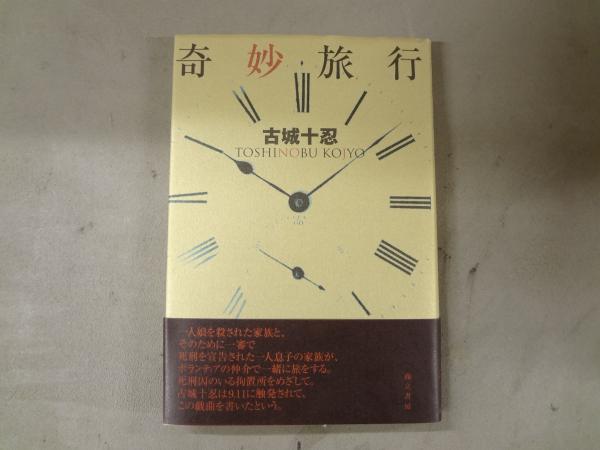 奇妙旅行
古城十忍
TOSHINOBU KOJYO
一人娘を殺された家族と、
そのために一審で
死刑を宣告された一人息子の家族が、
ボランティアの仲介で一緒に旅をする。
死刑囚のいる拘置所をめざして。
古城十忍は9.11に触発されて、
この戯曲を書いたという。
而立書房